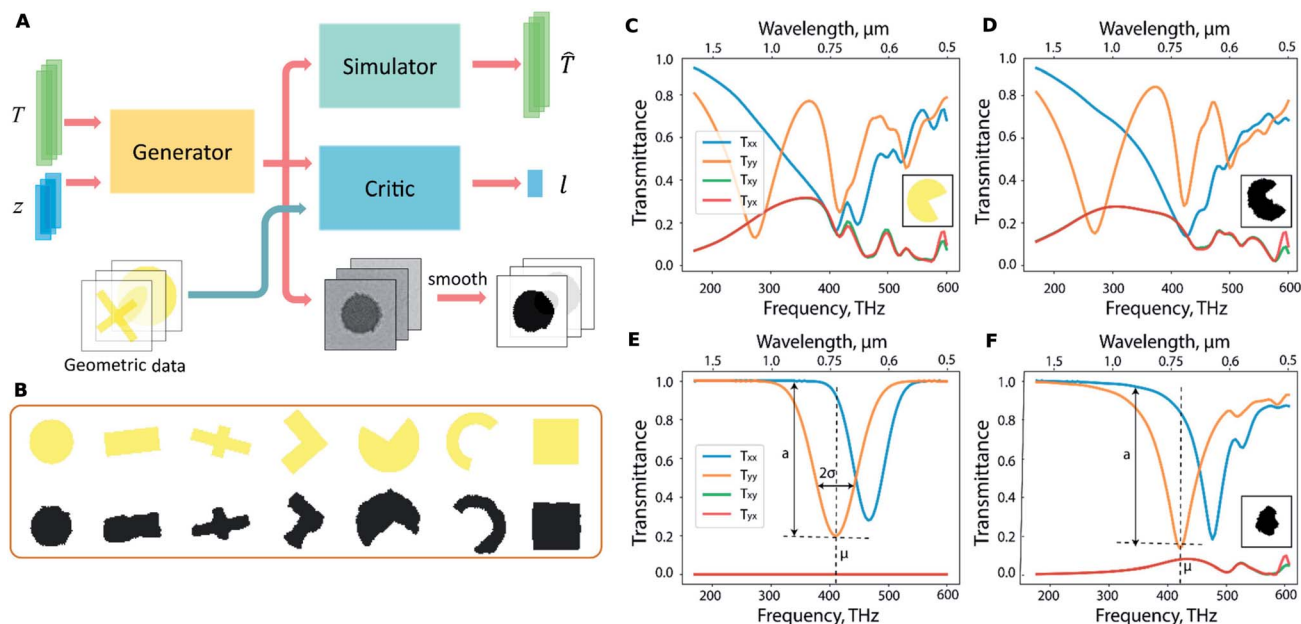 A
T
z
Generator
Simulator
T̂
Critic
l
smooth
Geometric data
B
C
Wavelength, μm
1.5 1.0 0.75 0.6 0.5
Transmittance
1.0
0.8
0.6
0.4
0.2
0.0
Txx
Tyy
Txy
Tyx
200 300 400 500 600
Frequency, THz
D
Wavelength, μm
1.5 1.0 0.75 0.6 0.5
Transmittance
1.0
0.8
0.6
0.4
0.2
0.0
200 300 400 500 600
Frequency, THz
E
Wavelength, μm
1.5 1.0 0.75 0.6 0.5
Transmittance
1.0
0.8
0.6
0.4
0.2
0.0
a
2σ
μ
Txx
Tyy
Txy
Tyx
200 300 400 500 600
Frequency, THz
F
Wavelength, μm
1.5 1.0 0.75 0.6 0.5
Transmittance
1.0
0.8
0.6
0.4
0.2
0.0
a
μ
200 300 400 500 600
Frequency, THz